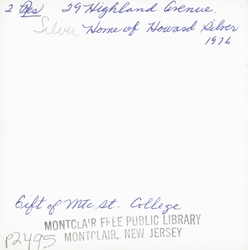 2 Res 29 Highland Avenue.
Silver Home of Howard Silver
1976
Gift of Mtc. St. College
MONTCLAIR FREE PUBLIC LIBRARY
MONTCLAIR, NEW JERSEY
P2495